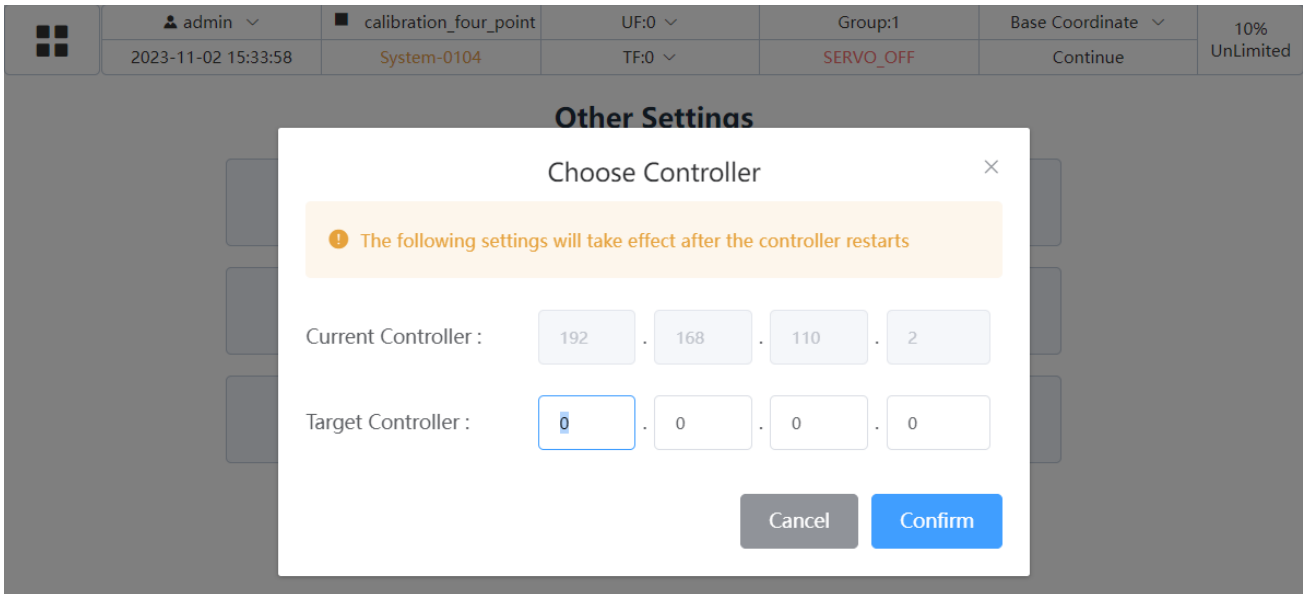 admin calibration_four_point UF:0 Group:1 Base Coordinate 10%
2023-11-02 15:33:58 System-0104 TF:0 SERVO_OFF Continue UnLimited
Other Settings
Choose Controller
The following settings will take effect after the controller restarts
Current Controller : 192 . 168 . 110 . 2
Target Controller : 0 . 0 . 0 . 0
Cancel Confirm